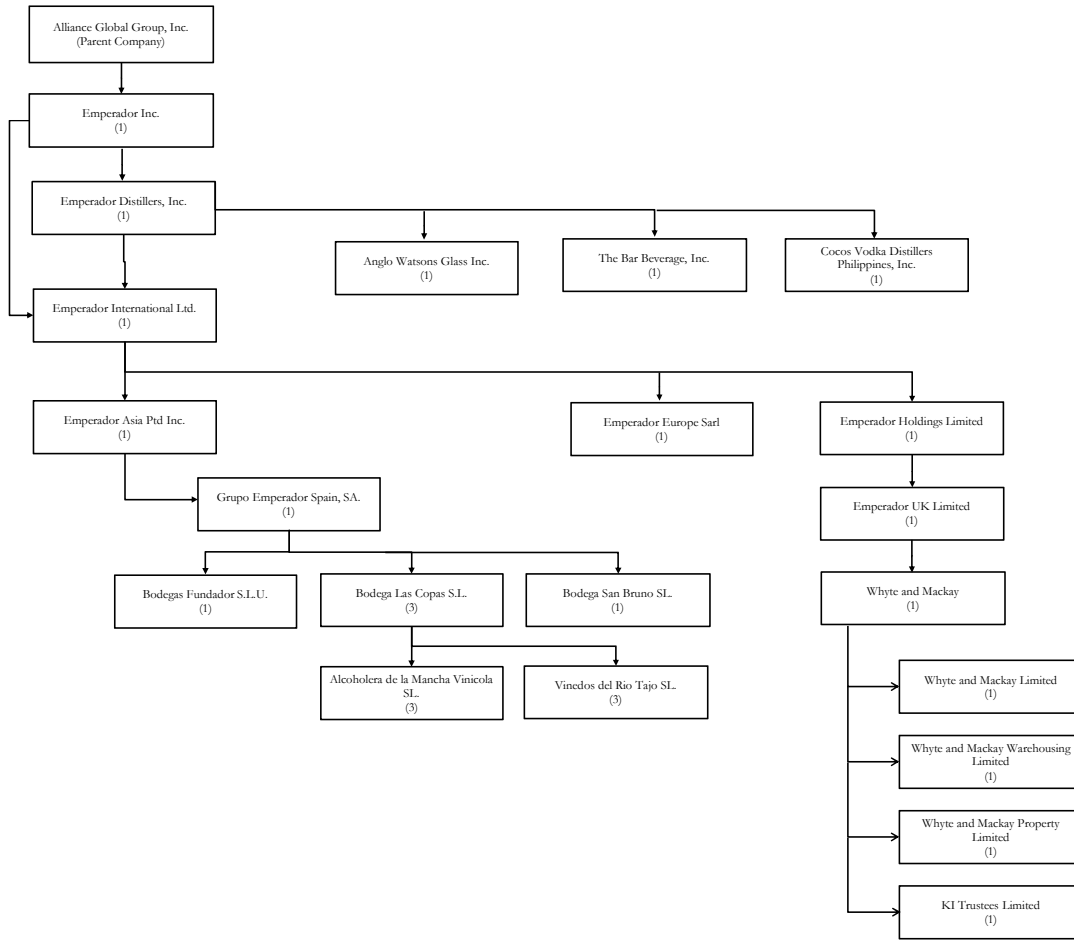 Alliance Global Group, Inc.
(Parent Company)
Emperador Inc.
(1)
Emperador Distillers, Inc.
(1)
Anglo Watsons Glass Inc.
(1)
The Bar Beverage, Inc.
(1)
Cocos Vodka Distillers
Philippines, Inc.
(1)
Emperador International Ltd.
(1)
Emperador Asia Ptd Inc.
(1)
Emperador Europe Sarl
(1)
Emperador Holdings Limited
(1)
Grupo Emperador Spain, SA.
(1)
Emperador UK Limited
(1)
Bodegas Fundador S.L.U.
(1)
Bodega Las Copas S.L.
(3)
Bodega San Bruno SL.
(1)
Whyte and Mackay
(1)
Alcoholera de la Mancha Vinicola
SL.
(3)
Vinedos del Rio Tajo SL.
(3)
Whyte and Mackay Limited
(1)
Whyte and Mackay Warehousing
Limited
(1)
Whyte and Mackay Property
Limited
(1)
KI Trustees Limited
(1)